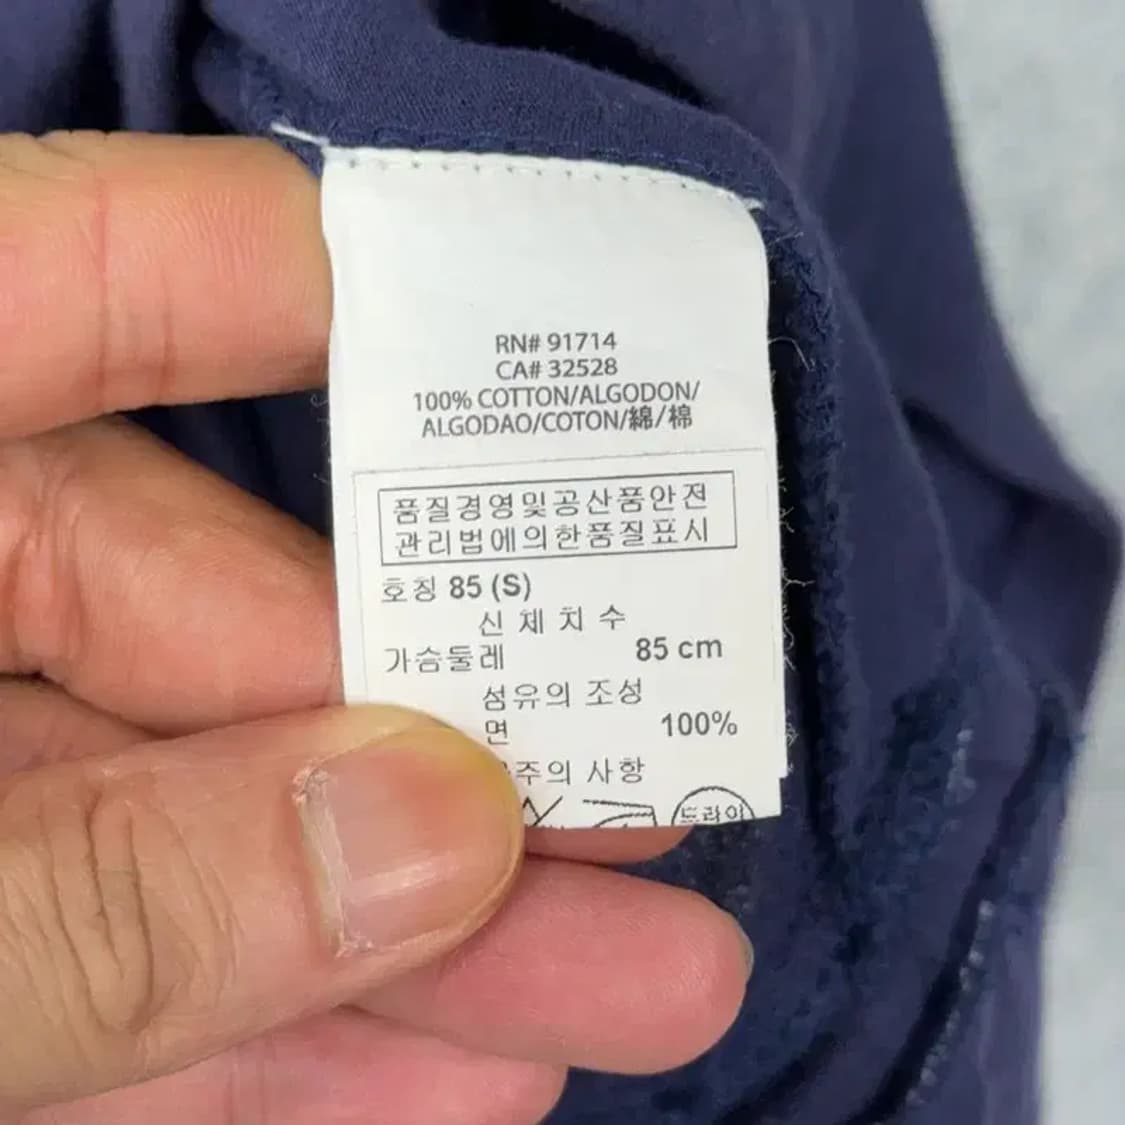 RN# 91714
CA# 32528
100% COTTON/ALGODON/
ALGODAO/COTON/綿/棉
품질경영및공산품안전
관리법에의한품질표시
호칭 85 (S)
신체치수
가슴둘레 85 cm
섬유의 조성
면 100%
주의 사항
드라이